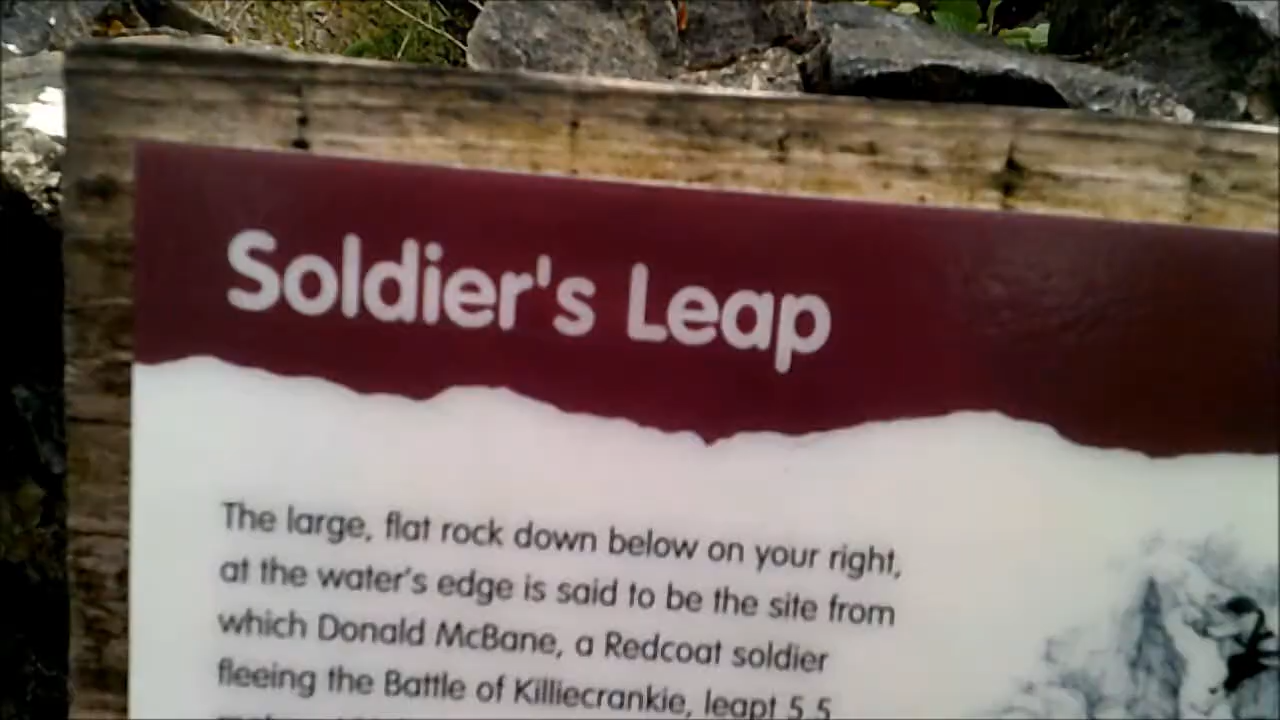 Soldier's Leap
The large, flat rock down below on your right,
at the water's edge is said to be the site from
which Donald McBane, a Redcoat soldier
fleeing the Battle of Killiecrankie, leapt 5.5